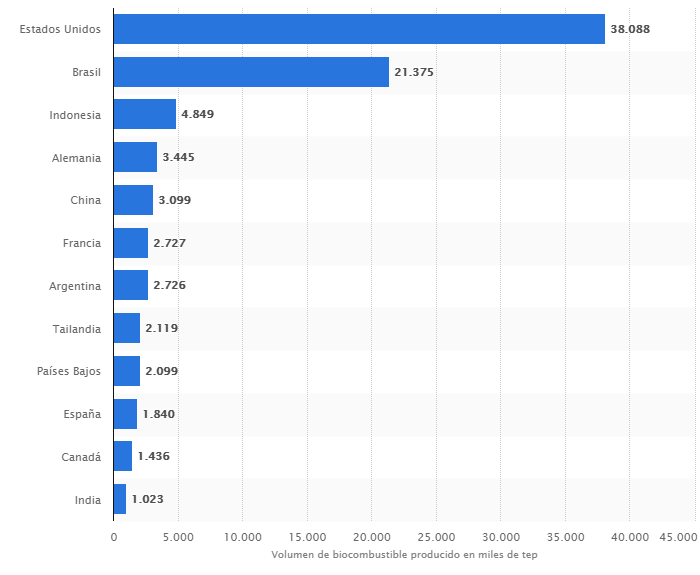 Estados Unidos 38.088
Brasil 21.375
Indonesia 4.849
Alemania 3.445
China 3.099
Francia 2.727
Argentina 2.726
Tailandia 2.119
Países Bajos 2.099
España 1.840
Canadá 1.436
India 1.023
0 5.000 10.000 15.000 20.000 25.000 30.000 35.000 40.000 45.000
Volumen de biocombustible producido en miles de tep